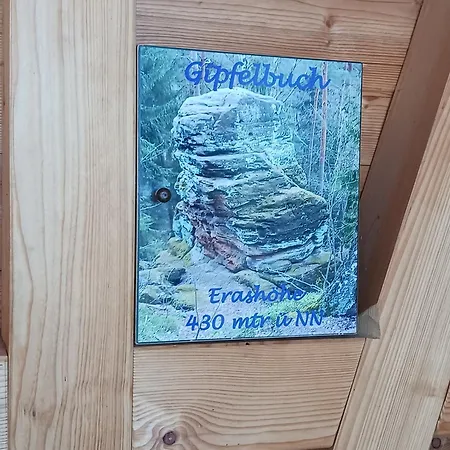 Gipfelbuch
Erashöhe
430 mtr ü NN